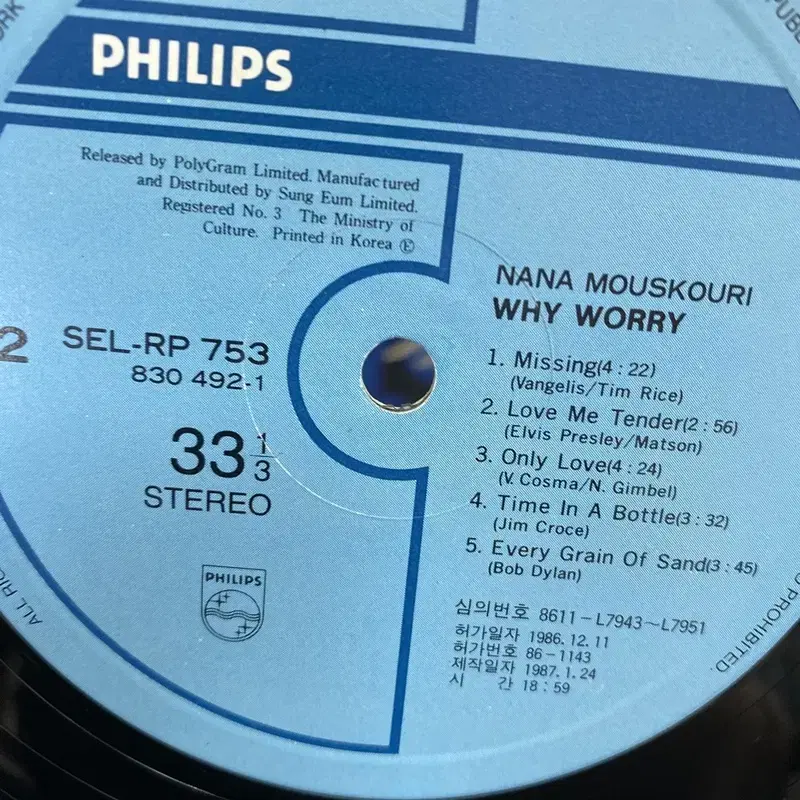 PHILIPS
Released by PolyGram Limited. Manufactured
and Distributed by Sung Eum Limited.
Registered No. 3 The Ministry of
Culture. Printed in Korea Ⓔ
2
SEL-RP 753
830 492-1
33 1/3
STEREO
PHILIPS
NANA MOUSKOURI
WHY WORRY
1. Missing(4 : 22)
(Vangelis/Tim Rice)
2. Love Me Tender(2 : 56)
(Elvis Presley/Matson)
3. Only Love(4 : 24)
(V. Cosma/N. Gimbel)
4. Time In A Bottle(3 : 32)
(Jim Croce)
5. Every Grain Of Sand(3 : 45)
(Bob Dylan)
심의번호 8611－L7943～L7951
허가일자 1986. 12. 11
허가번호 86－1143
제작일자 1987. 1. 24
시 간 18 : 59
ALL
PROHIBITED.